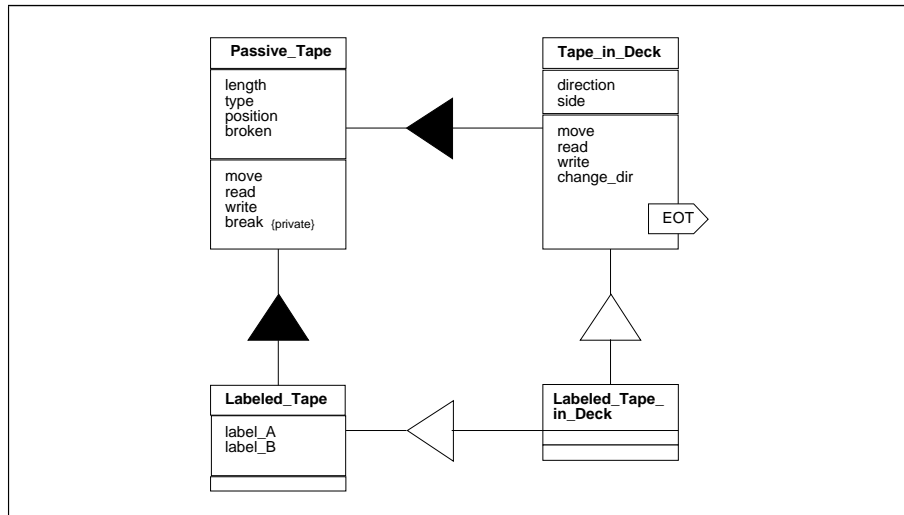 Passive_Tape
length
type
position
broken
move
read
write
break {private}
Tape_in_Deck
direction
side
move
read
write
change_dir
EOT
Labeled_Tape
label_A
label_B
Labeled_Tape_
in_Deck